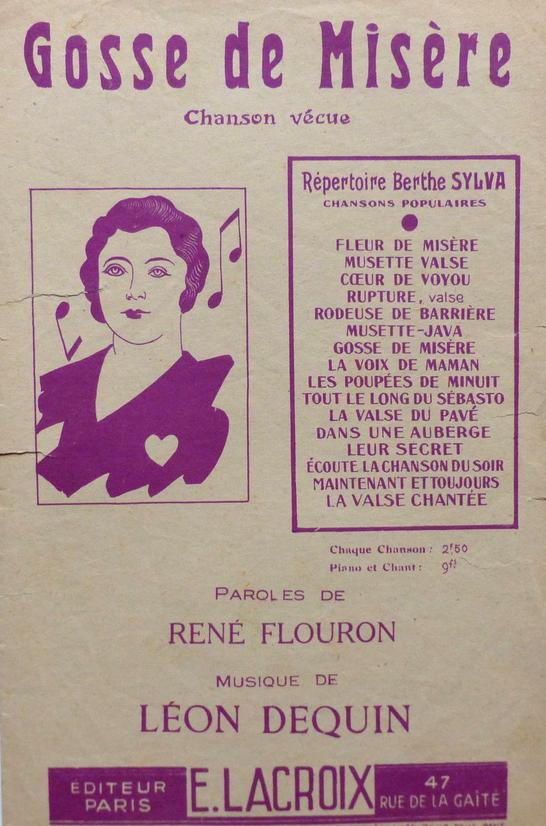 Gosse de Misère
Chanson vécue
Répertoire Berthe SYLVA
CHANSONS POPULAIRES
FLEUR DE MISÈRE
MUSETTE VALSE
CŒUR DE VOYOU
RUPTURE, valse
RODEUSE DE BARRIÈRE
MUSETTE-JAVA
GOSSE DE MISÈRE
LA VOIX DE MAMAN
LES POUPÉES DE MINUIT
TOUT LE LONG DU SÉBASTO
LA VALSE DU PAVÉ
DANS UNE AUBERGE
LEUR SECRET
ÉCOUTE LA CHANSON DU SOIR
MAINTENANT ET TOUJOURS
LA VALSE CHANTÉE
Chaque Chanson : 2f50
Piano et Chant : 9f!
PAROLES DE
RENÉ FLOURON
MUSIQUE DE
LÉON DEQUIN
ÉDITEUR
PARIS
E. LACROIX
47
RUE DE LA GAÎTÉ